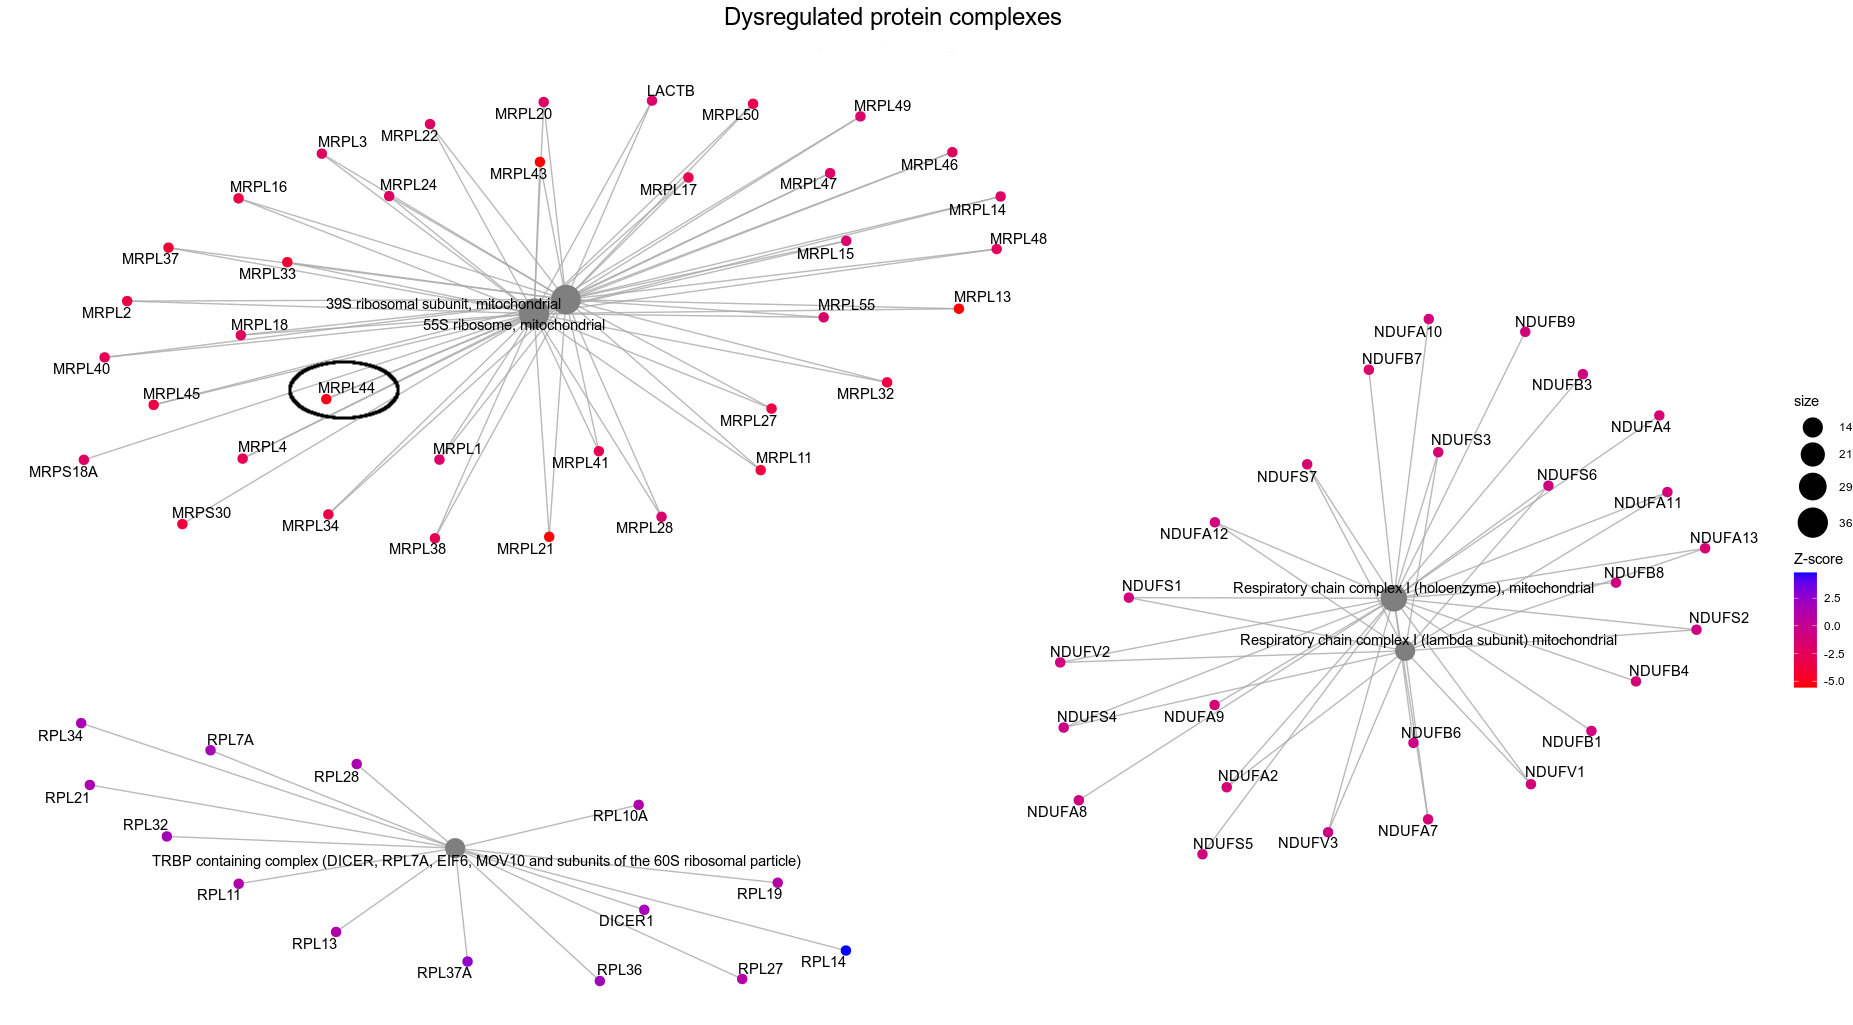 Dysregulated protein complexes
LACTB
MRPL20
MRPL50
MRPL49
MRPL3
MRPL22
MRPL43
MRPL46
MRPL16
MRPL24
MRPL17
MRPL47
MRPL14
MRPL37
MRPL33
MRPL15
MRPL48
MRPL2
39S ribosomal subunit, mitochondrial
MRPL55
MRPL13
MRPL18
55S ribosome, mitochondrial
MRPL40
MRPL45
MRPL44
MRPL32
MRPL27
MRPS18A
MRPL4
MRPL1
MRPL41
MRPL11
MRPS30
MRPL34
MRPL38
MRPL21
MRPL28
NDUFA10
NDUFB9
NDUFB7
NDUFB3
NDUFA4
NDUFS3
NDUFS7
NDUFS6
NDUFA11
NDUFA12
NDUFA13
NDUFB8
NDUFS1
Respiratory chain complex I (holoenzyme), mitochondrial
NDUFS2
Respiratory chain complex I (lambda subunit) mitochondrial
NDUFV2
NDUFB4
NDUFS4
NDUFA9
NDUFB6
NDUFB1
NDUFA2
NDUFV1
NDUFA8
NDUFS5
NDUFV3
NDUFA7
RPL34
RPL7A
RPL28
RPL21
RPL10A
RPL32
TRBP containing complex (DICER, RPL7A, EIF6, MOV10 and subunits of the 60S ribosomal particle)
RPL11
RPL19
DICER1
RPL13
RPL14
RPL37A
RPL36
RPL27
size
14
21
29
36
Z-score
2.5
0.0
-2.5
-5.0